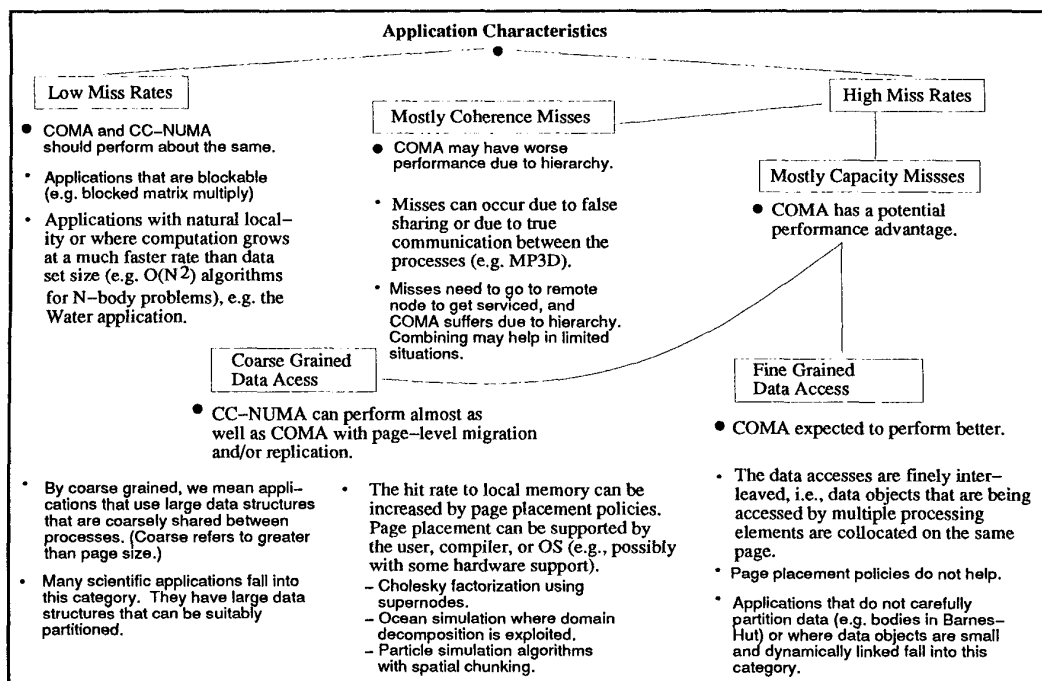 Application Characteristics
Low Miss Rates
● COMA and CC–NUMA
should perform about the same.
• Applications that are blockable
(e.g. blocked matrix multiply)
• Applications with natural local–
ity or where computation grows
at a much faster rate than data
set size (e.g. O(N2) algorithms
for N–body problems), e.g. the
Water application.
Mostly Coherence Misses
● COMA may have worse
performance due to hierarchy.
• Misses can occur due to false
sharing or due to true
communication between the
processes (e.g. MP3D).
• Misses need to go to remote
node to get serviced, and
COMA suffers due to hierarchy.
Combining may help in limited
situations.
High Miss Rates
Mostly Capacity Missses
● COMA has a potential
performance advantage.
Coarse Grained
Data Acess
● CC–NUMA can perform almost as
well as COMA with page–level migration
and/or replication.
• By coarse grained, we mean appli–
cations that use large data structures
that are coarsely shared between
processes. (Coarse refers to greater
than page size.)
• Many scientific applications fall into
this category. They have large data
structures that can be suitably
partitioned.
• The hit rate to local memory can be
increased by page placement policies.
Page placement can be supported by
the user, compiler, or OS (e.g., possibly
with some hardware support).
– Cholesky factorization using
supernodes.
– Ocean simulation where domain
decomposition is exploited.
– Particle simulation algorithms
with spatial chunking.
Fine Grained
Data Access
● COMA expected to perform better.
• The data accesses are finely inter–
leaved, i.e., data objects that are being
accessed by multiple processing
elements are collocated on the same
page.
• Page placement policies do not help.
• Applications that do not carefully
partition data (e.g. bodies in Barnes–
Hut) or where data objects are small
and dynamically linked fall into this
category.